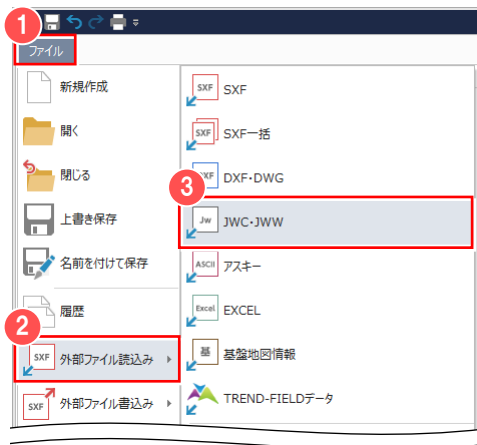 1
ファイル
新規作成
開く
閉じる
上書き保存
名前を付けて保存
履歴
2
SXF 外部ファイル読込み
SXF 外部ファイル書込み
SXF SXF
SXF SXF一括
SXF DXF・DWG
3
Jw JWC・JWW
ASCII アスキー
Excel EXCEL
基 基盤地図情報
TREND-FIELDデータ